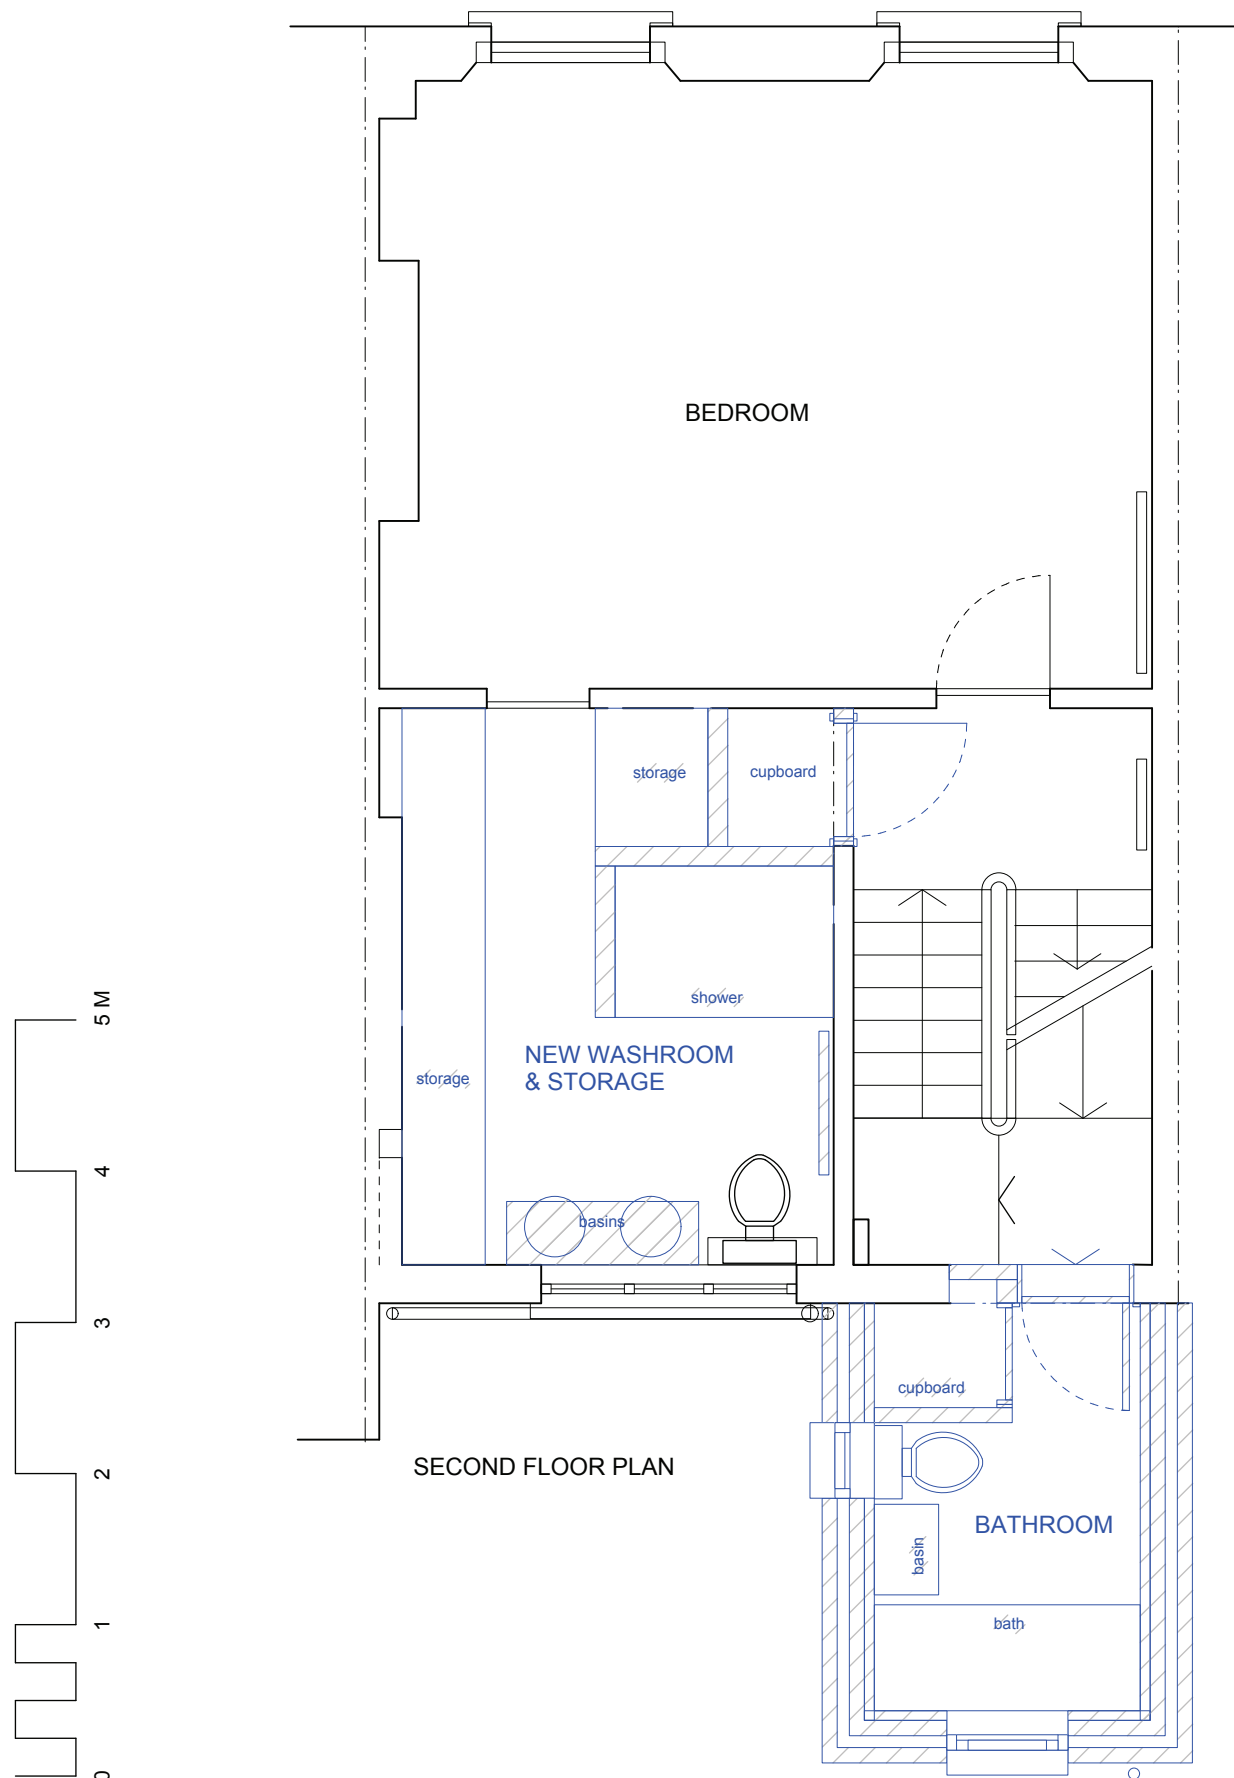 BEDROOM
storage
cupboard
shower
NEW WASHROOM
& STORAGE
storage
basins
cupboard
SECOND FLOOR PLAN
BATHROOM
basin
bath
5 M
4
3
2
1
0